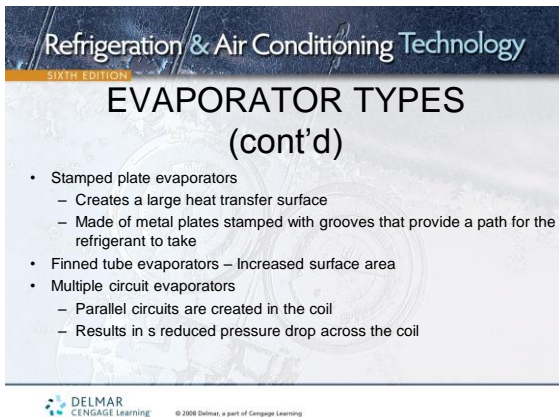 Refrigeration & Air Conditioning Technology
SIXTH EDITION
EVAPORATOR TYPES
(cont’d)
• Stamped plate evaporators
– Creates a large heat transfer surface
– Made of metal plates stamped with grooves that provide a path for the
refrigerant to take
• Finned tube evaporators – Increased surface area
• Multiple circuit evaporators
– Parallel circuits are created in the coil
– Results in s reduced pressure drop across the coil
DELMAR
CENGAGE Learning
© 2008 Delmar, a part of Cengage Learning